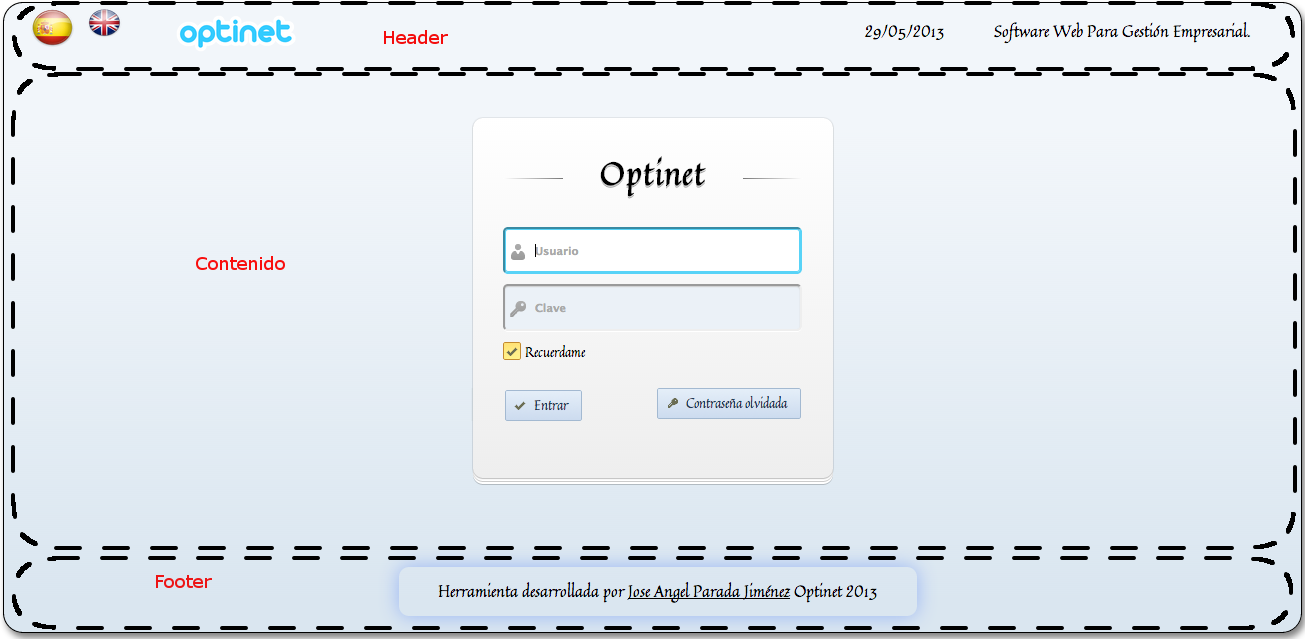 optinet
Header
29/05/2013
Software Web Para Gestión Empresarial.
Optinet
Contenido
Usuario
Clave
Recuerdame
Entrar
Contraseña olvidada
Footer
Herramienta desarrollada por Jose Angel Parada Jiménez Optinet 2013